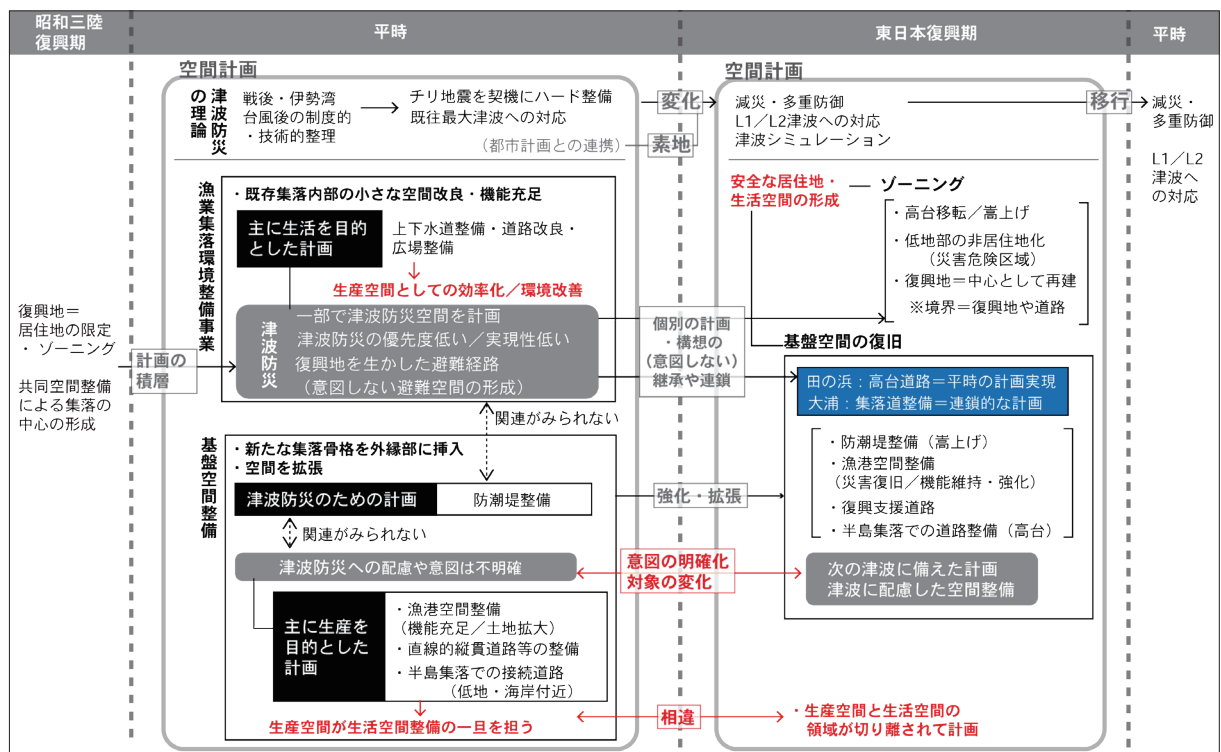 昭和三陸
復興期
平時
東日本復興期
平時
空間計画
津波防災
の理論
戦後・伊勢湾
台風後の制度的
・技術的整理
チリ地震を契機にハード整備
既往最大津波への対応
（都市計画との連携）
変化
素地
空間計画
減災・多重防御
L1／L2津波への対応
津波シミュレーション
移行
減災・
多重防御
L1／L2
津波へ
の対応
漁業集落環境整備事業
・既存集落内部の小さな空間改良・機能充足
主に生活を目的
とした計画
上下水道整備・道路改良・
広場整備
生産空間としての効率化／環境改善
津波防災
一部で津波防災空間を計画
津波防災の優先度低い／実現性低い
復興地を生かした避難経路
（意図しない避難空間の形成）
復興地＝
居住地の限定
・ ゾーニング
共同空間整備
による集落の
中心の形成
計画の
積層
個別の計画
・構想の
（意図しない）
継承や連鎖
安全な居住地・
生活空間の形成
ゾーニング
・高台移転／嵩上げ
・低地部の非居住地化
（災害危険区域）
・復興地＝中心として再建
※境界＝復興地や道路
基盤空間の復旧
田の浜：高台道路＝平時の計画実現
大浦：集落道整備＝連鎖的な計画
・防潮堤整備（嵩上げ）
・漁港空間整備
（災害復旧／機能維持・強化）
・復興支援道路
・半島集落での道路整備（高台）
次の津波に備えた計画
津波に配慮した空間整備
関連がみられない
基盤空間整備
・新たな集落骨格を外縁部に挿入
・空間を拡張
津波防災のための計画
防潮堤整備
強化・拡張
関連がみられない
津波防災への配慮や意図は不明確
意図の明確化
対象の変化
主に生産を
目的とした
計画
・漁港空間整備
（機能充足／土地拡大）
・直線的縦貫道路等の整備
・半島集落での接続道路
（低地・海岸付近）
生産空間が生活空間整備の一旦を担う
相違
・生産空間と生活空間の
領域が切り離されて計画